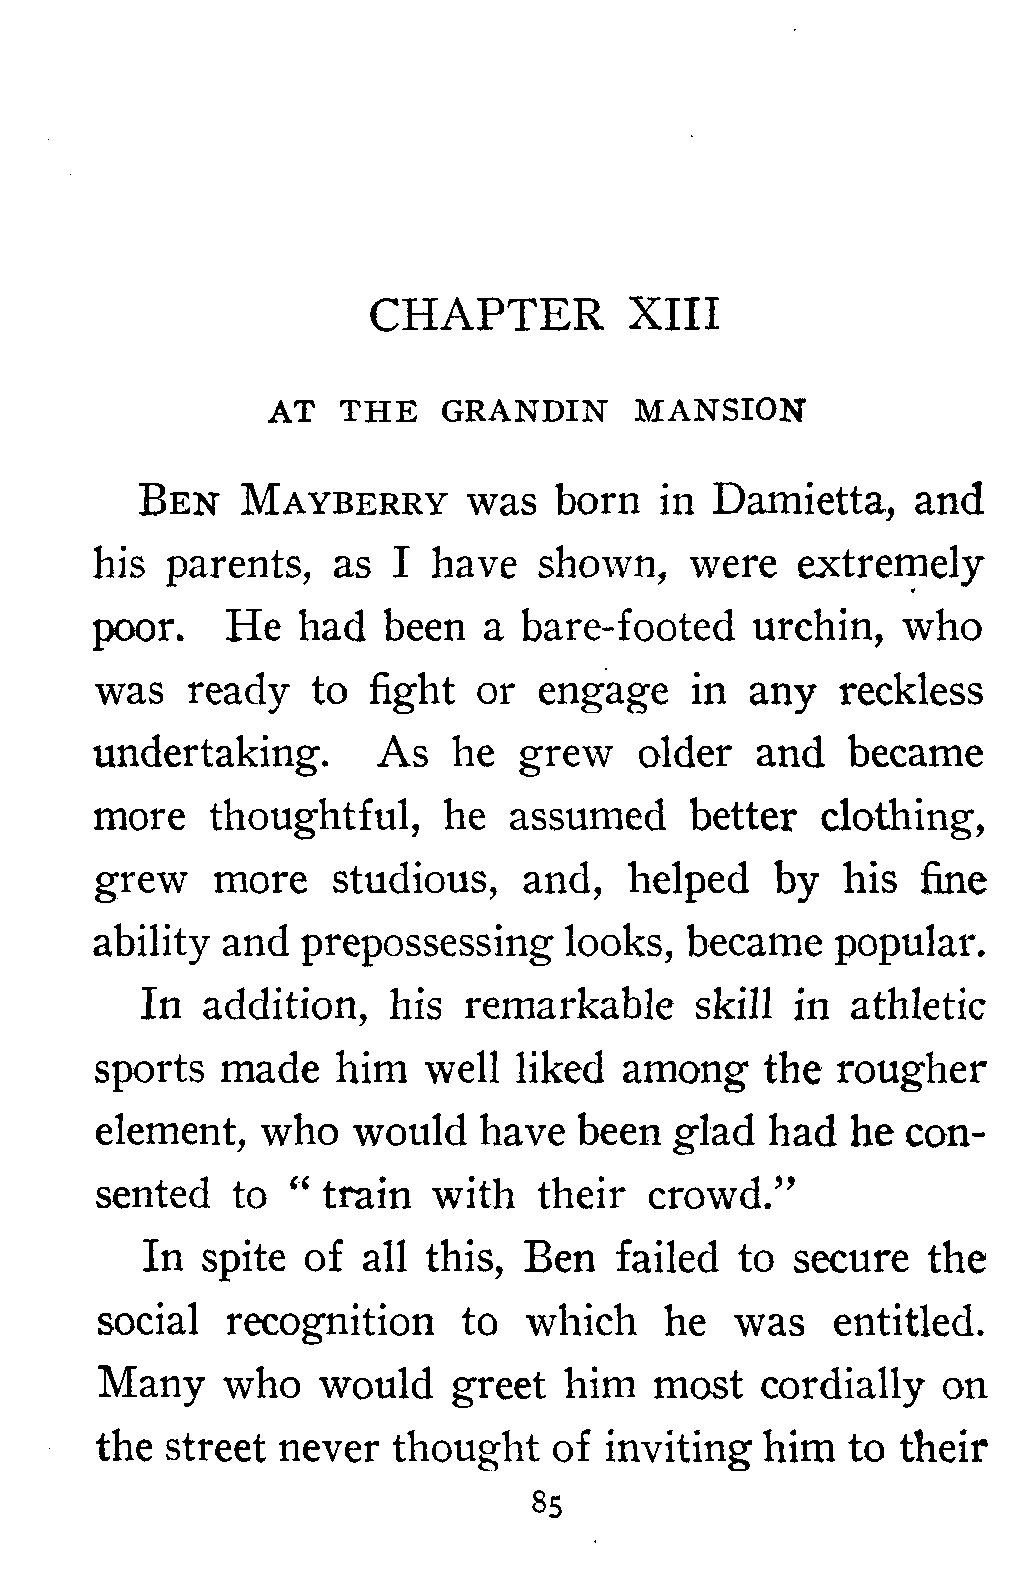 CHAPTER XIII
AT THE GRANDIN MANSION
BEN MAYBERRY was born in Damietta, and
his parents, as I have shown, were extremely
poor. He had been a bare-footed urchin, who
was ready to fight or engage in any reckless
undertaking. As he grew older and became
more thoughtful, he assumed better clothing,
grew more studious, and, helped by his fine
ability and prepossessing looks, became popular.
In addition, his remarkable skill in athletic
sports made him well liked among the rougher
element, who would have been glad had he con-
sented to “ train with their crowd.”
In spite of all this, Ben failed to secure the
social recognition to which he was entitled.
Many who would greet him most cordially on
the street never thought of inviting him to their
85